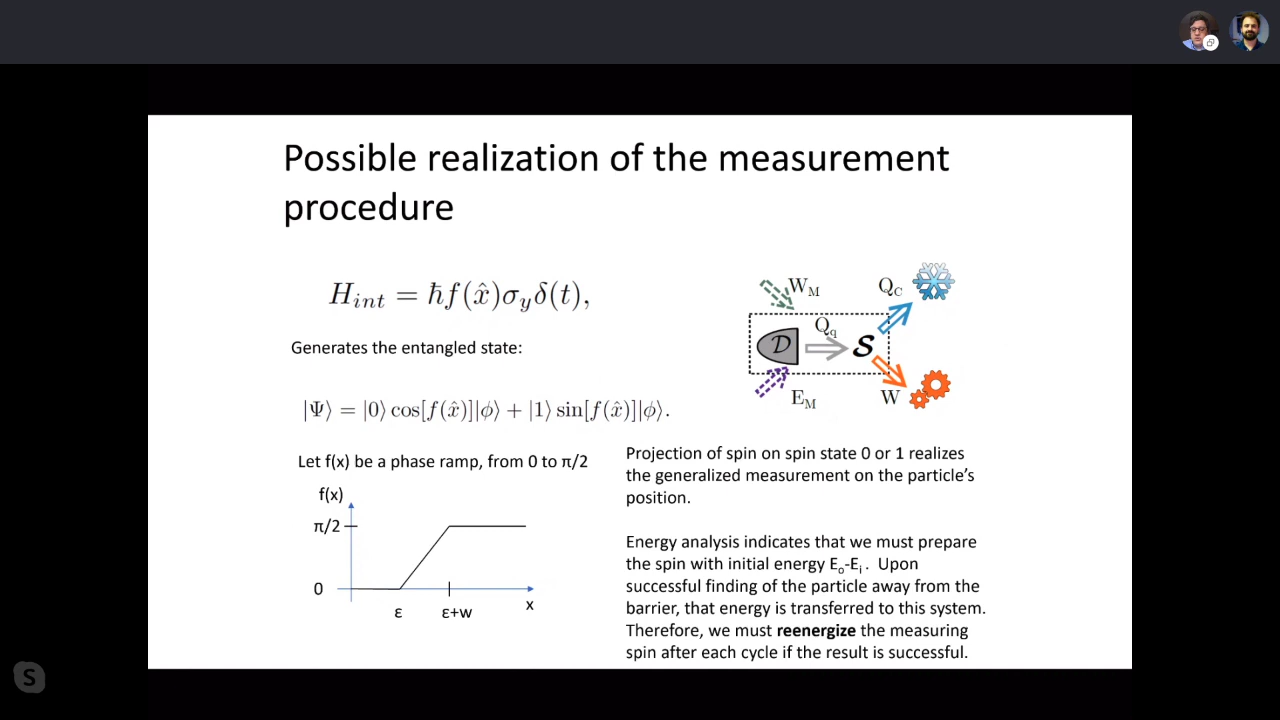 Possible realization of the measurement
procedure
H_int = ħf(x̂)σ_yδ(t),
Generates the entangled state:
|Ψ⟩ = |0⟩ cos[f(x̂)]|ϕ⟩ + |1⟩ sin[f(x̂)]|ϕ⟩.
Let f(x) be a phase ramp, from 0 to π/2
f(x)
π/2
0
ε
ε+w
x
W_M
Q_C
Q_q
D
S
E_M
W
Projection of spin on spin state 0 or 1 realizes
the generalized measurement on the particle's
position.
Energy analysis indicates that we must prepare
the spin with initial energy E_o-E_i. Upon
successful finding of the particle away from the
barrier, that energy is transferred to this system.
Therefore, we must reenergize the measuring
spin after each cycle if the result is successful.
S